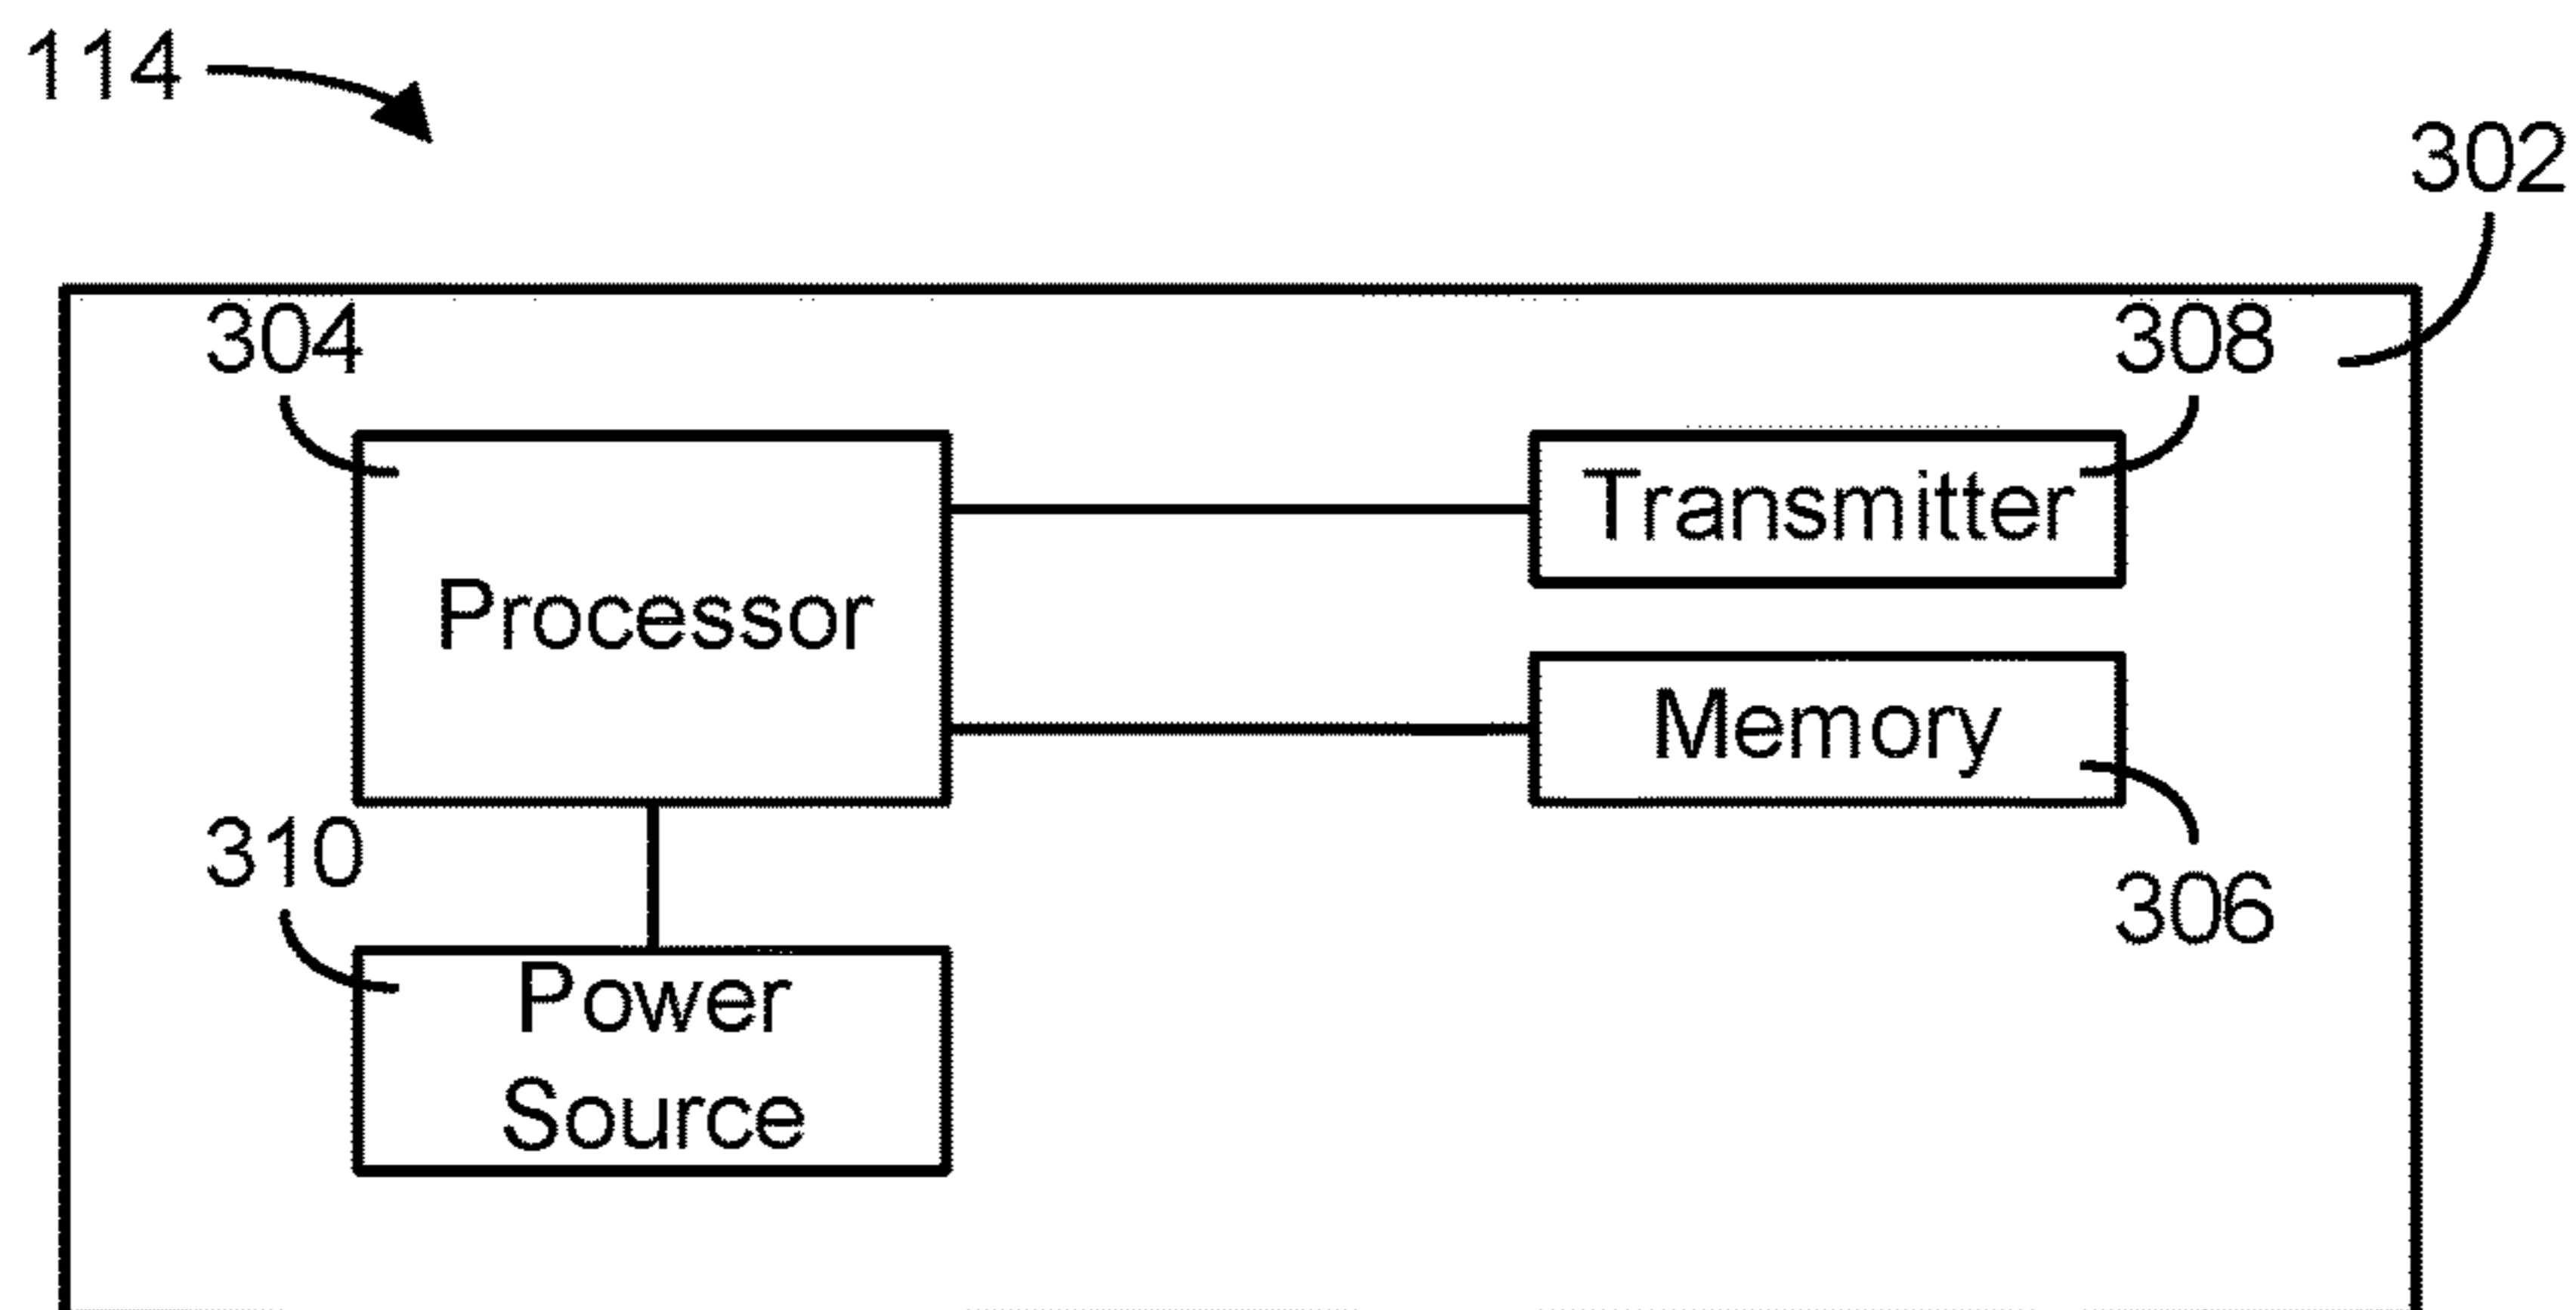 114
302
304
308
Transmitter
Processor
Memory
310
306
Power
Source